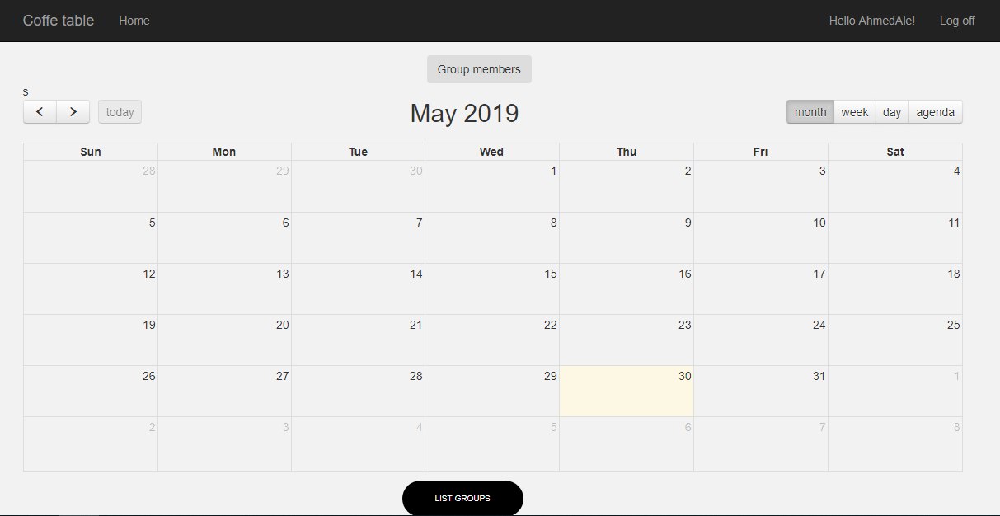 Coffe table Home Hello AhmedAle! Log off
Group members
s
today May 2019 month week day agenda
Sun Mon Tue Wed Thu Fri Sat
28 29 30 1 2 3 4
5 6 7 8 9 10 11
12 13 14 15 16 17 18
19 20 21 22 23 24 25
26 27 28 29 30 31 1
2 3 4 5 6 7 8
LIST GROUPS